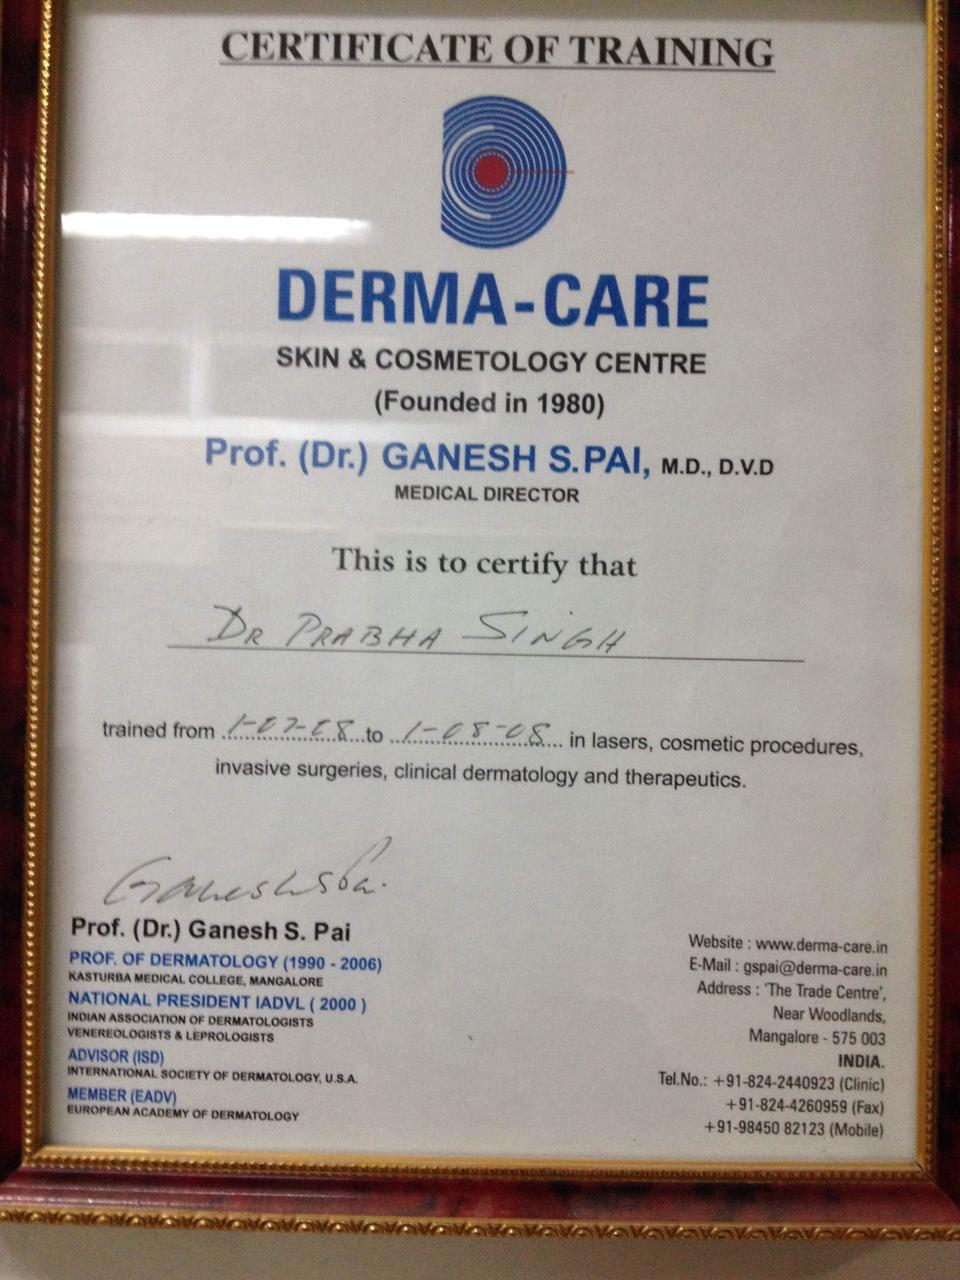 CERTIFICATE OF TRAINING
DERMA-CARE
SKIN & COSMETOLOGY CENTRE
(Founded in 1980)
Prof. (Dr.) GANESH S.PAI, M.D., D.V.D
MEDICAL DIRECTOR
This is to certify that
DR PRABHA SINGH
trained from 1-07-08 to 1-08-08 in lasers, cosmetic procedures,
invasive surgeries, clinical dermatology and therapeutics.
Ganesh S Pai.
Prof. (Dr.) Ganesh S. Pai
PROF. OF DERMATOLOGY (1990 - 2006)
KASTURBA MEDICAL COLLEGE, MANGALORE
NATIONAL PRESIDENT IADVL ( 2000 )
INDIAN ASSOCIATION OF DERMATOLOGISTS
VENEREOLOGISTS & LEPROLOGISTS
ADVISOR (ISD)
INTERNATIONAL SOCIETY OF DERMATOLOGY, U.S.A.
MEMBER (EADV)
EUROPEAN ACADEMY OF DERMATOLOGY
Website : www.derma-care.in
E-Mail : gspai@derma-care.in
Address : 'The Trade Centre',
Near Woodlands,
Mangalore - 575 003
INDIA.
Tel.No.: +91-824-2440923 (Clinic)
+91-824-4260959 (Fax)
+91-98450 82123 (Mobile)